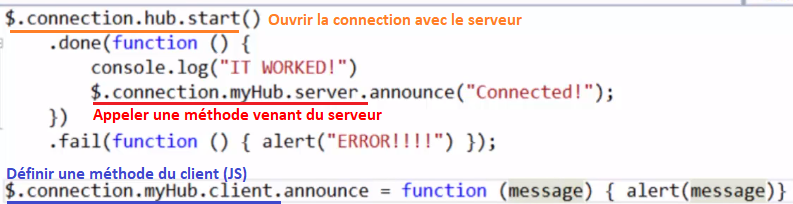 $.connection.hub.start() Ouvrir la connection avec le serveur
.done(function () {
console.log("IT WORKED!")
$.connection.myHub.server.announce("Connected!");
Appeler une méthode venant du serveur
})
.fail(function () { alert("ERROR!!!!") });
Définir une méthode du client (JS)
$.connection.myHub.client.announce = function (message) { alert(message)}